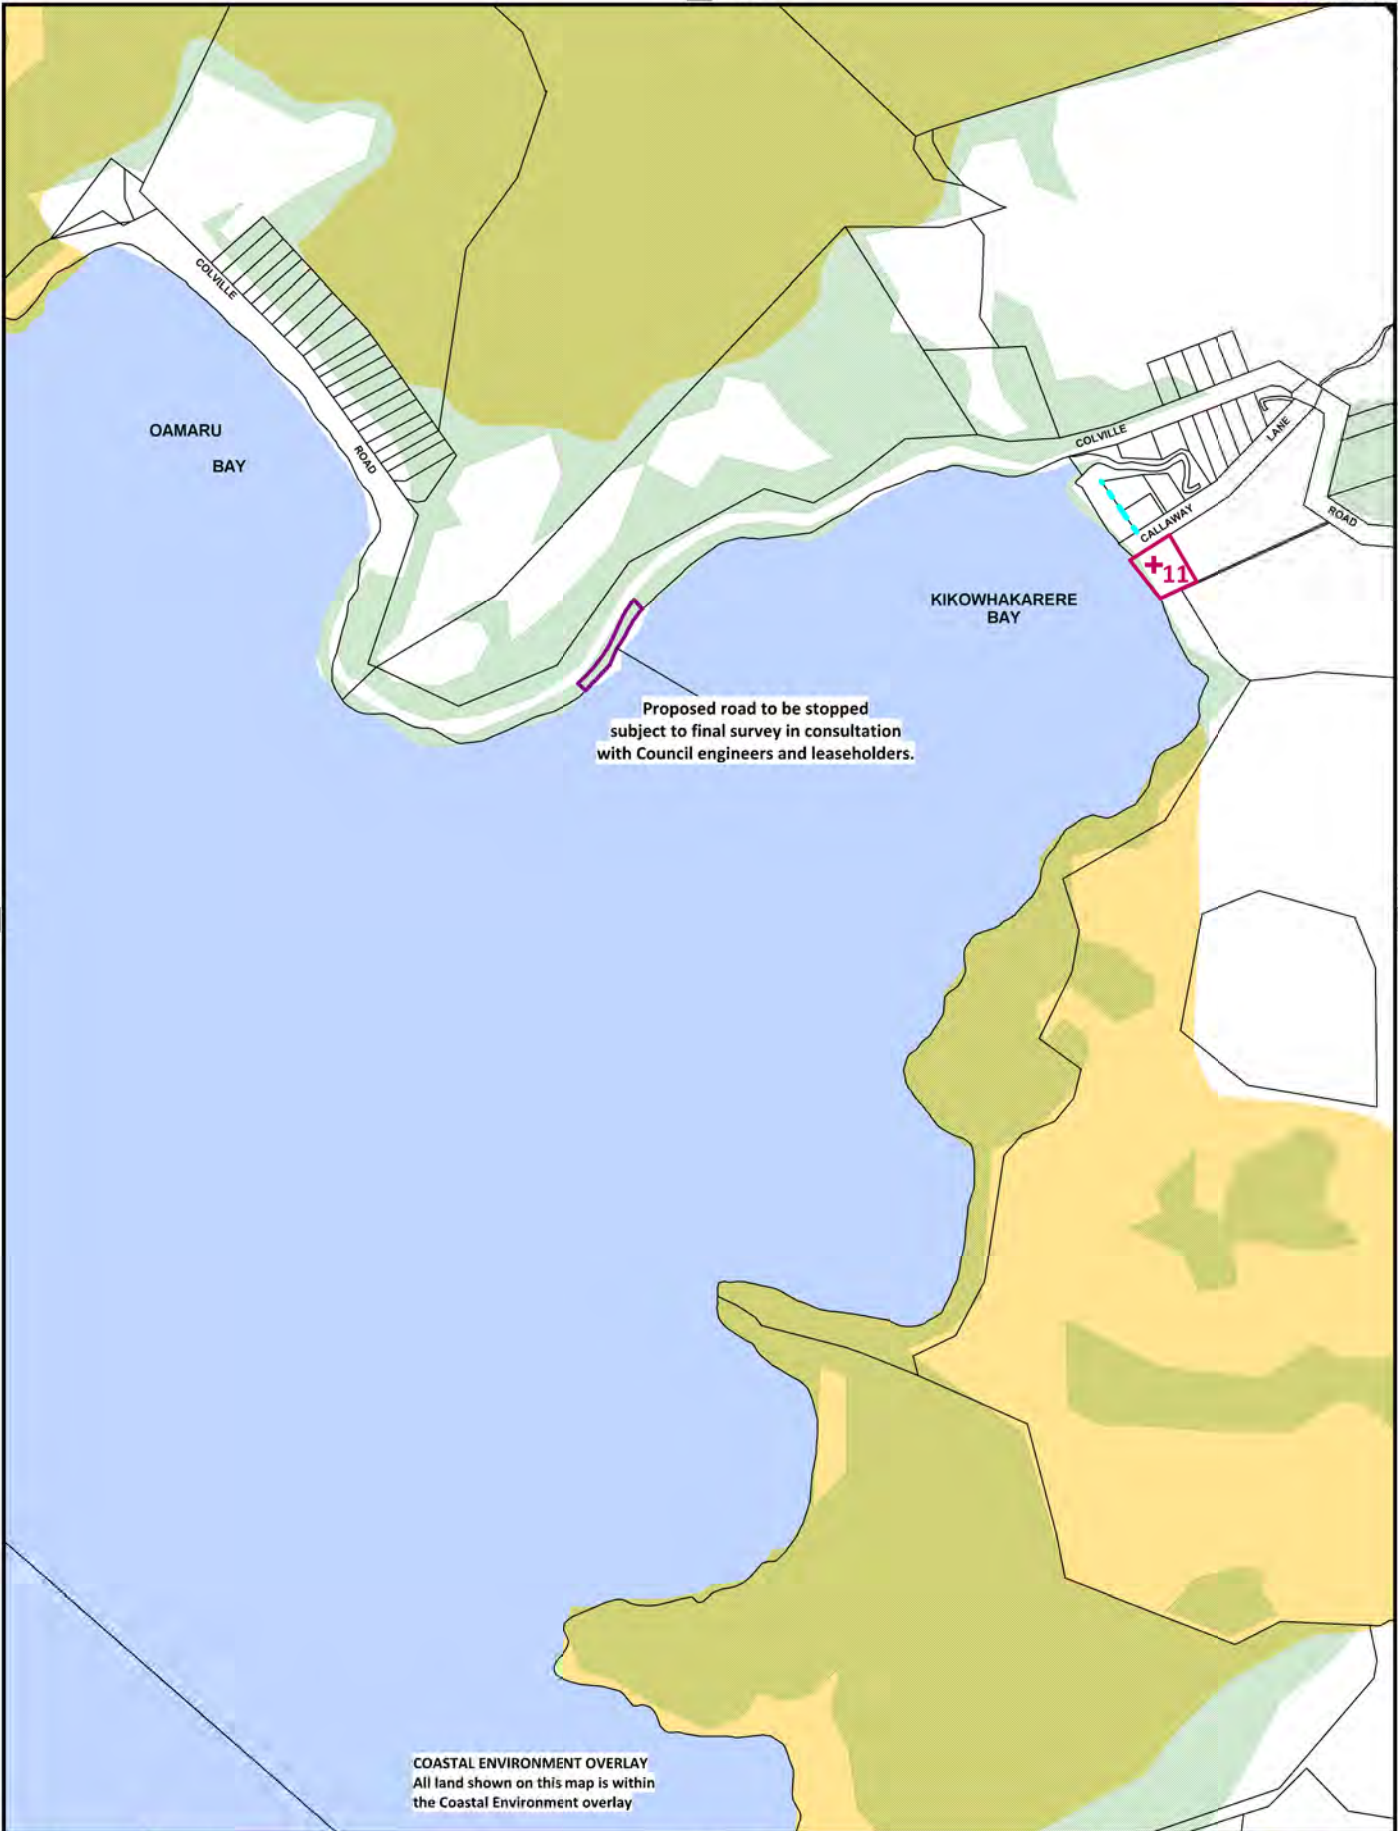 COLVILLE
OAMARU
BAY
ROAD
COLVILLE
LANE
CALLAWAY
ROAD
+11
KIKOWHAKARERE
BAY
Proposed road to be stopped
subject to final survey in consultation
with Council engineers and leaseholders.
COASTAL ENVIRONMENT OVERLAY
All land shown on this map is within
the Coastal Environment overlay